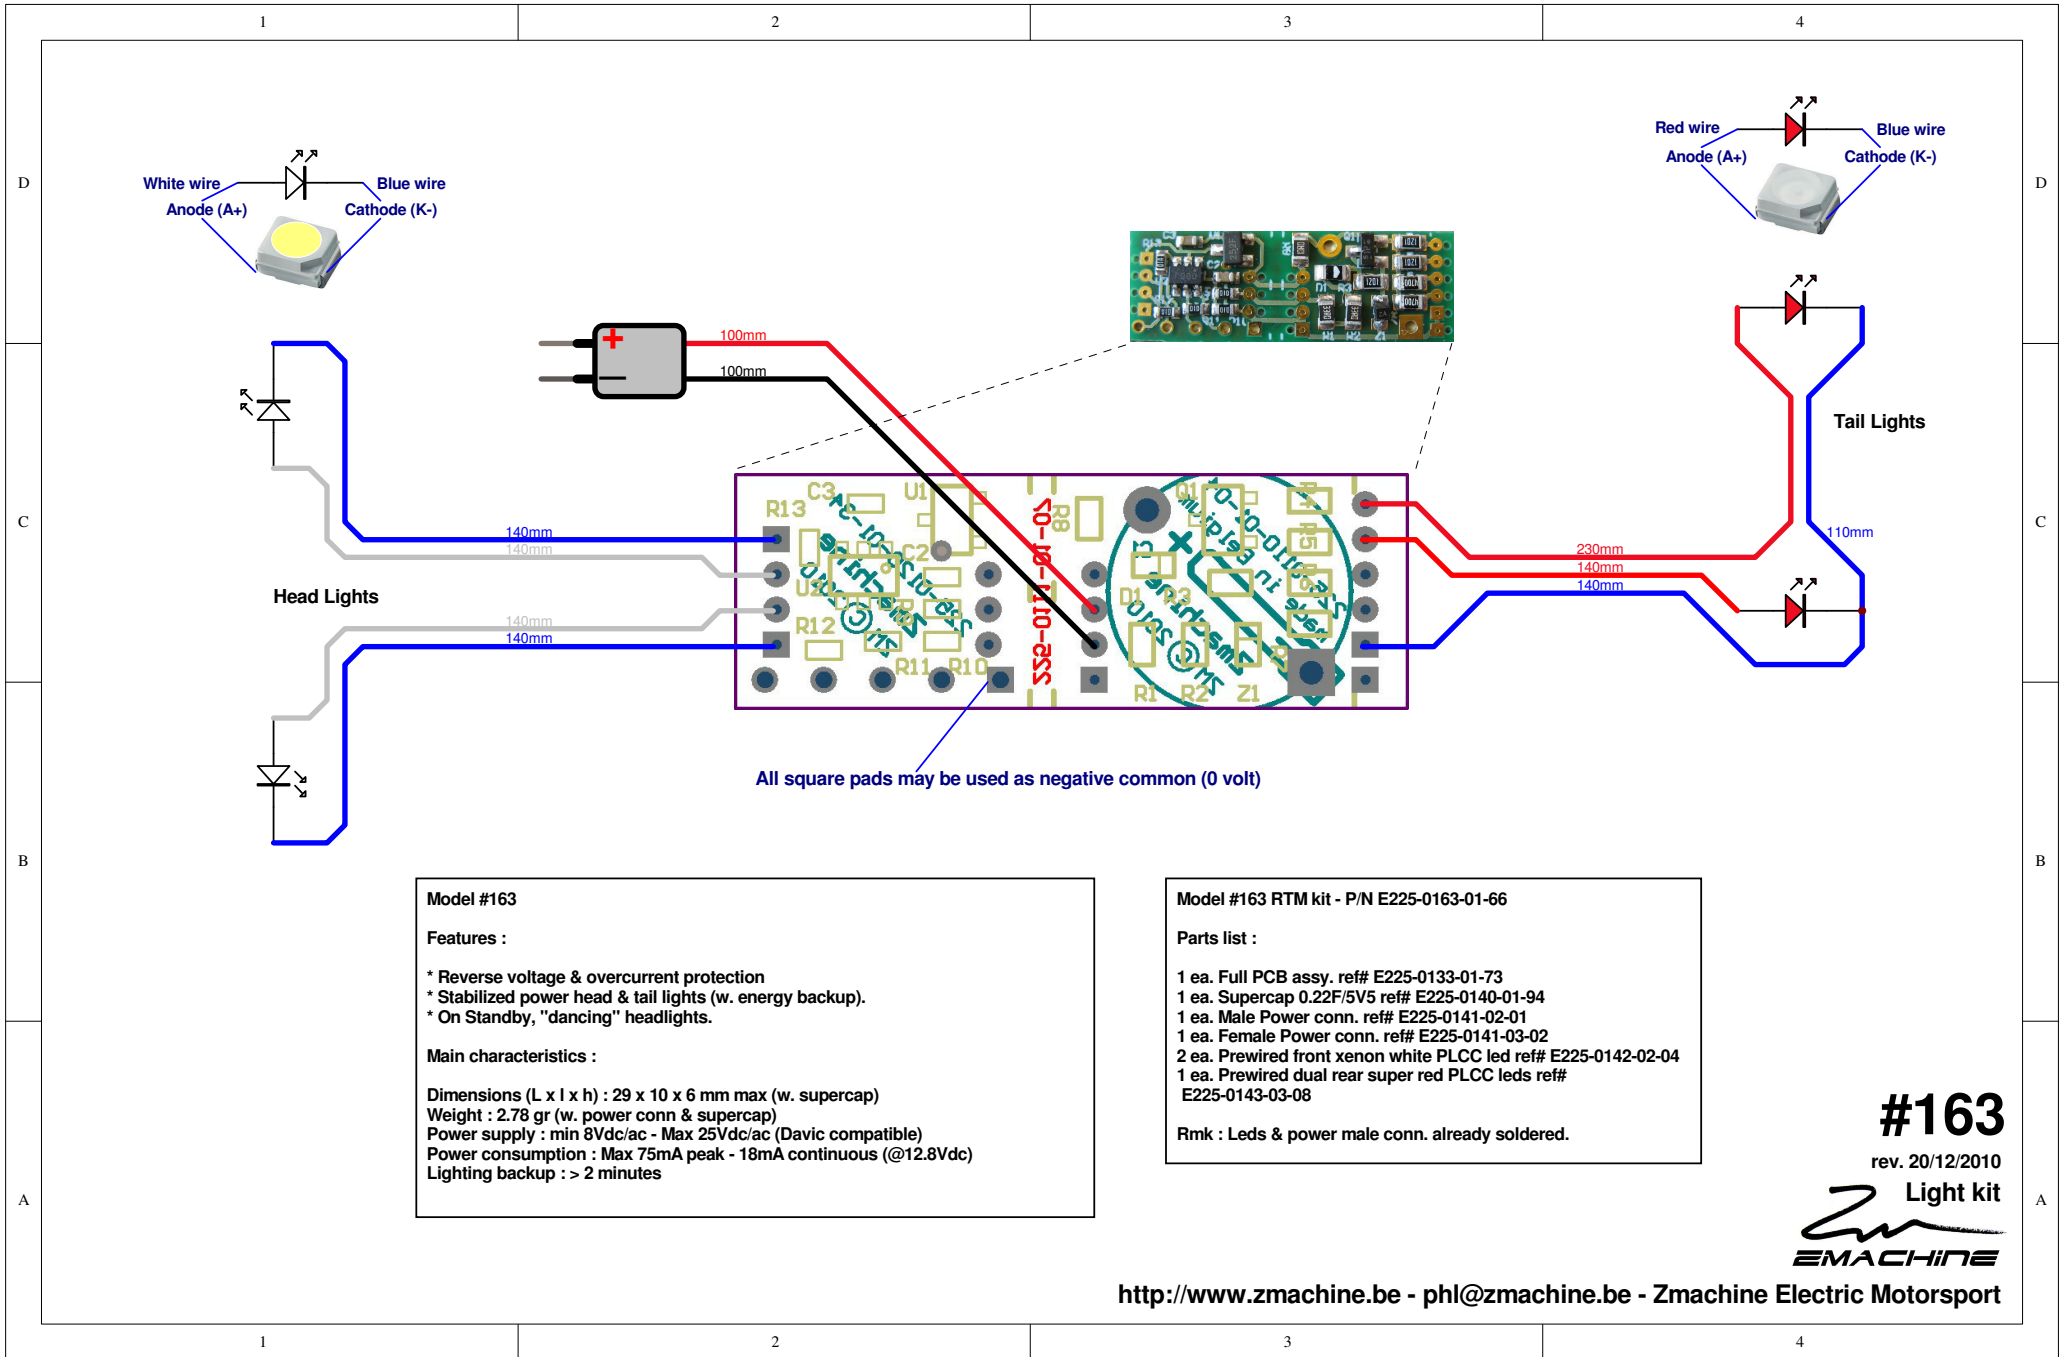 1 2 3 4
D D
White wire Blue wire
Anode (A+) Cathode (K-)
Red wire Blue wire
Anode (A+) Cathode (K-)
100mm
100mm
Tail Lights
C C
140mm
140mm
Head Lights
140mm
140mm
R13 C3 U1
C2
U2
R12
R11 R10
225-0111-01-07
R8
Q1
R4
R5
R6
D1 R3
R1 R2 Z1
Zmachine
230mm
140mm
140mm
110mm
All square pads may be used as negative common (0 volt)
B B
Model #163
Features :
* Reverse voltage & overcurrent protection
* Stabilized power head & tail lights (w. energy backup).
* On Standby, "dancing" headlights.
Main characteristics :
Dimensions (L x l x h) : 29 x 10 x 6 mm max (w. supercap)
Weight : 2.78 gr (w. power conn & supercap)
Power supply : min 8Vdc/ac - Max 25Vdc/ac (Davic compatible)
Power consumption : Max 75mA peak - 18mA continuous (@12.8Vdc)
Lighting backup : > 2 minutes
Model #163 RTM kit - P/N E225-0163-01-66
Parts list :
1 ea. Full PCB assy. ref# E225-0133-01-73
1 ea. Supercap 0.22F/5V5 ref# E225-0140-01-94
1 ea. Male Power conn. ref# E225-0141-02-01
1 ea. Female Power conn. ref# E225-0141-03-02
2 ea. Prewired front xenon white PLCC led ref# E225-0142-02-04
1 ea. Prewired dual rear super red PLCC leds ref#
E225-0143-03-08
Rmk : Leds & power male conn. already soldered.
A A
#163
rev. 20/12/2010
Light kit
ZMACHINE
http://www.zmachine.be - phl@zmachine.be - Zmachine Electric Motorsport
1 2 3 4